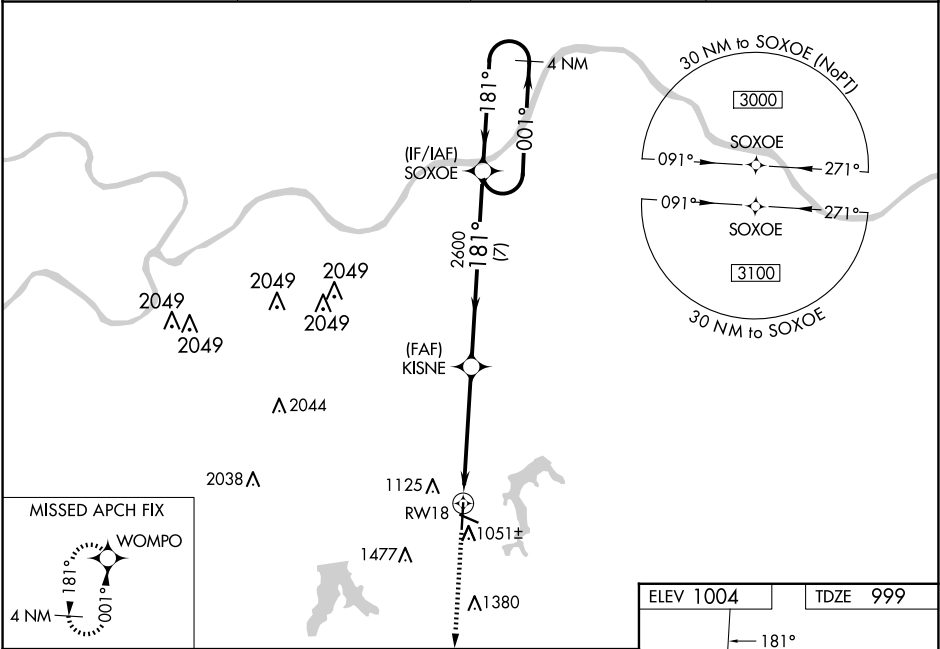 4 NM
181°
001°
(IF/IAF)
SOXOE
2600
181°
(7)
30 NM to SOXOE (NoPT)
3000
SOXOE
091°
271°
091°
271°
SOXOE
3100
30 NM to SOXOE
2049
2049
2049
2049
2049
(FAF)
KISNE
2044
2038
1125
RW18
1051±
1477
1380
MISSED APCH FIX
WOMPO
181°
001°
4 NM
ELEV 1004
TDZE 999
181°